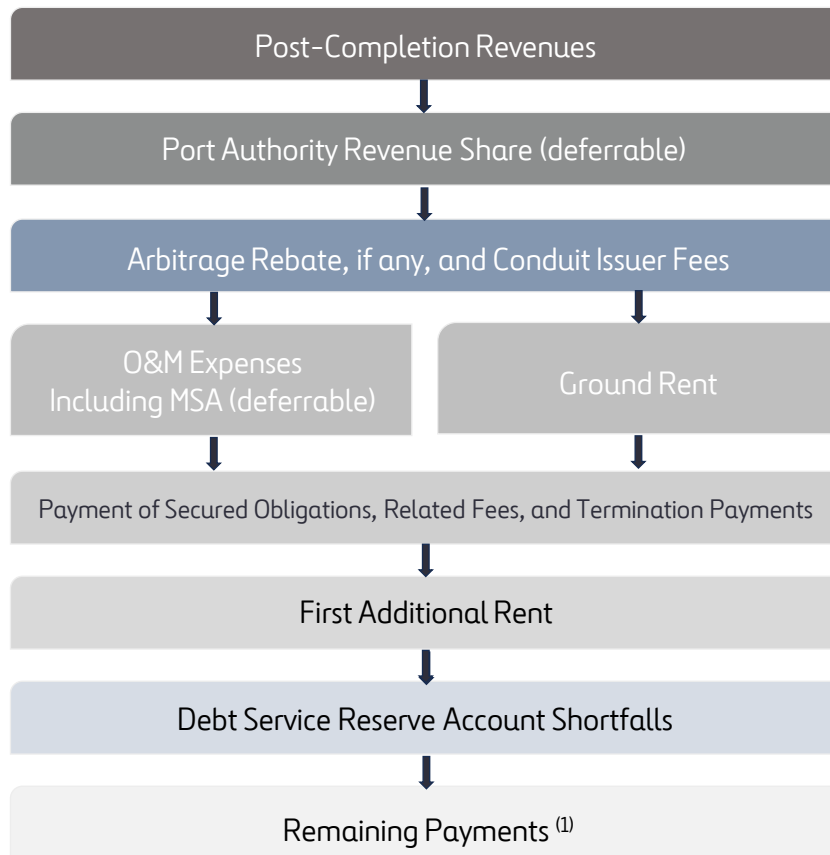 Post-Completion Revenues
Port Authority Revenue Share (deferrable)
Arbitrage Rebate, if any, and Conduit Issuer Fees
O&M Expenses
Including MSA (deferrable)
Ground Rent
Payment of Secured Obligations, Related Fees, and Termination Payments
First Additional Rent
Debt Service Reserve Account Shortfalls
Remaining Payments (1)